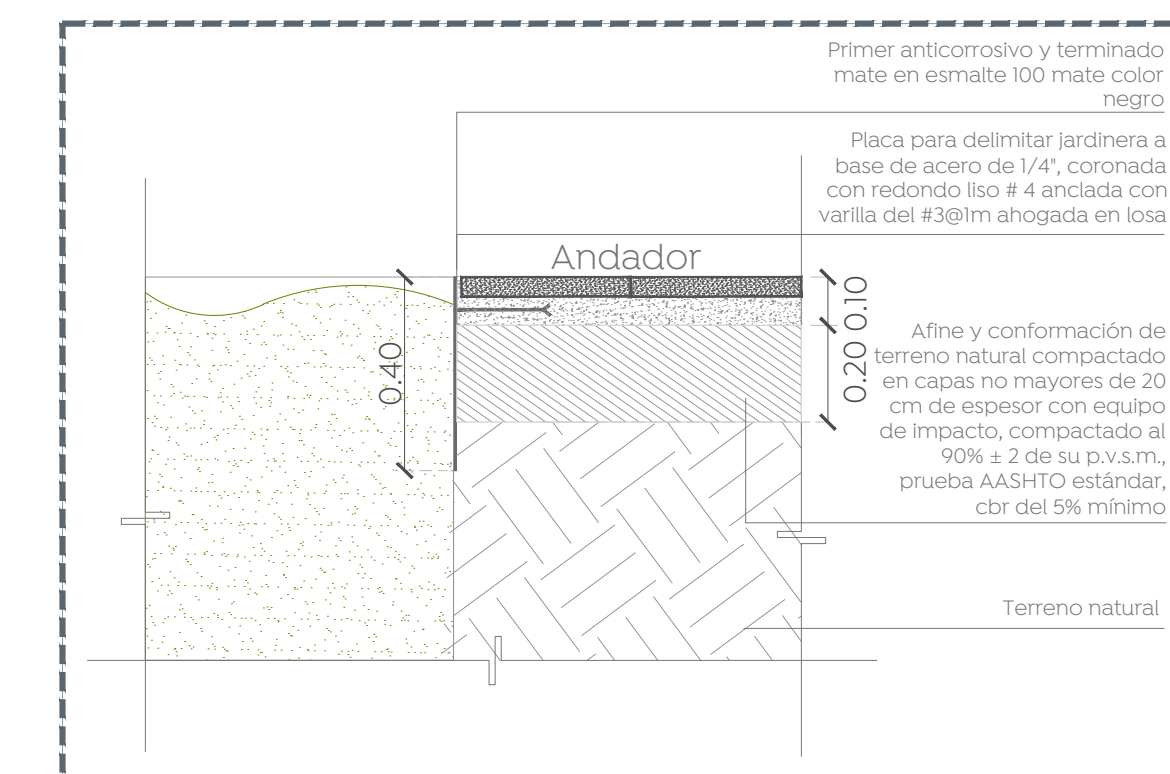 Primer anticorrosivo y terminado
mate en esmalte 100 mate color
negro
Placa para delimitar jardinera a
base de acero de 1/4", coronada
con redondo liso # 4 anclada con
varilla del #3@1m ahogada en losa
Andador
0.10
0.40
0.20
Afine y conformación de
terreno natural compactado
en capas no mayores de 20
cm de espesor con equipo
de impacto, compactado al
90% ± 2 de su p.v.s.m.,
prueba AASHTO estándar,
cbr del 5% mínimo
Terreno natural